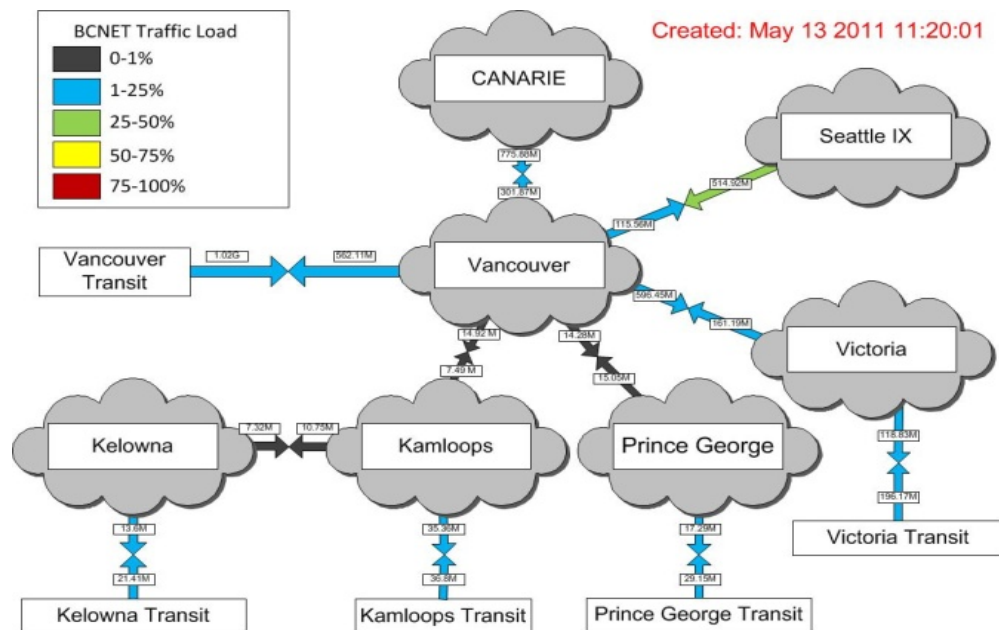 BCNET Traffic Load
0-1%
1-25%
25-50%
50-75%
75-100%
Created: May 13 2011 11:20:01
CANARIE
Seattle IX
775.88M
301.87M
514.92M
115.56M
Vancouver
Transit
1.02G
562.11M
Vancouver
596.45M
161.19M
Victoria
14.92 M
7.49 M
14.28M
15.05M
Kelowna
7.32M
10.75M
Kamloops
Prince George
118.83M
196.17M
Victoria Transit
13.6M
21.41M
35.36M
36.8M
17.29M
29.15M
Kelowna Transit
Kamloops Transit
Prince George Transit